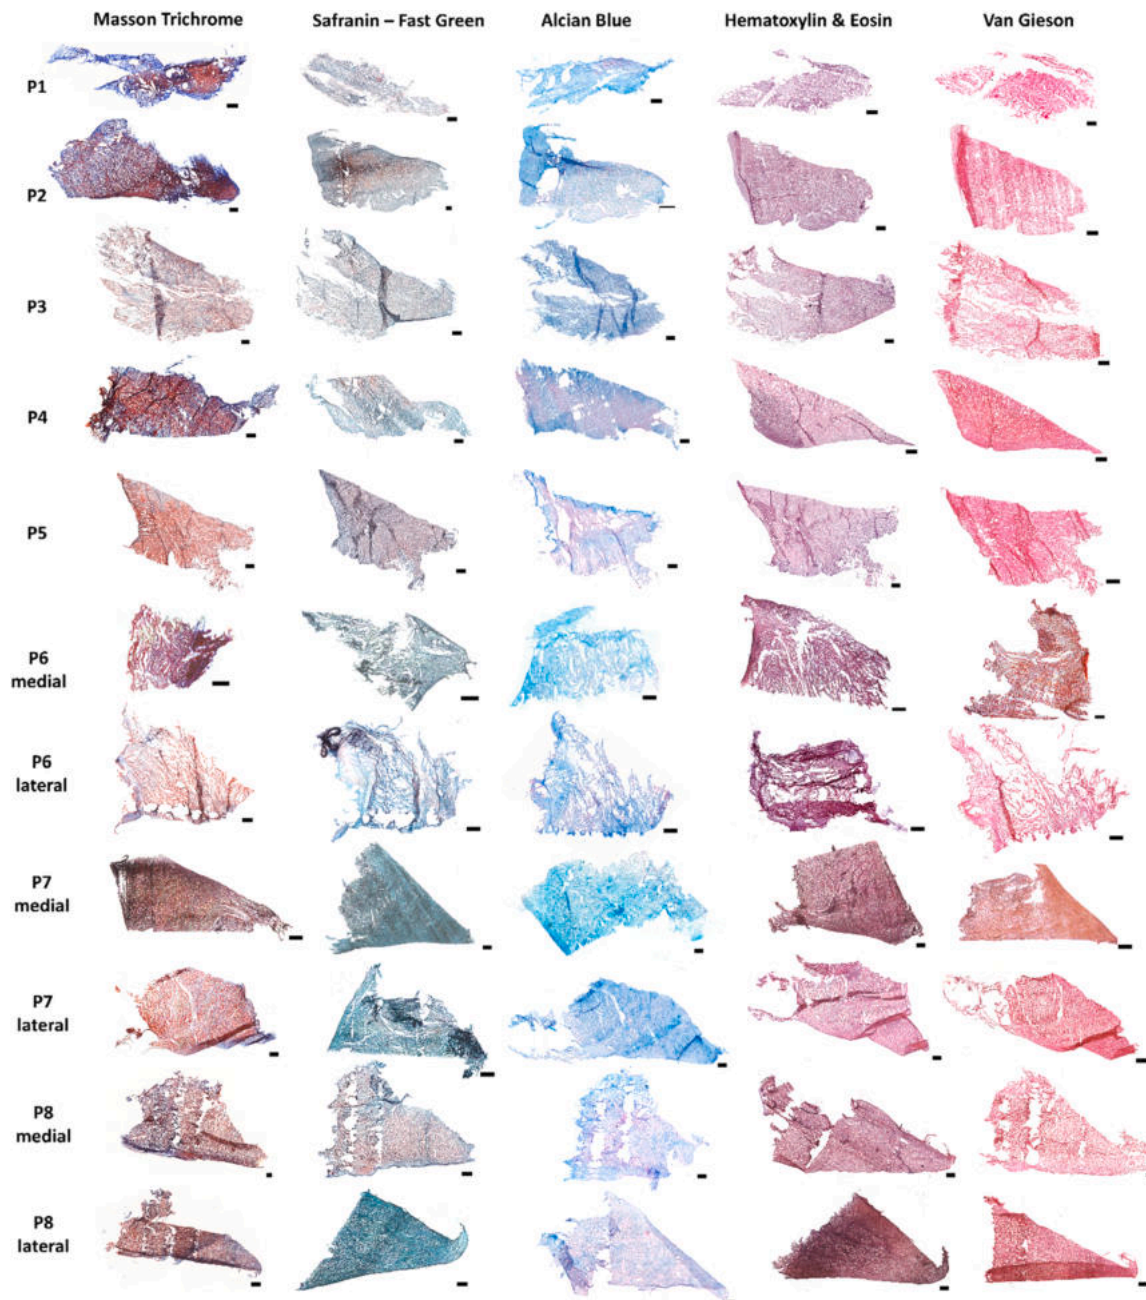 Masson Trichrome Safranin – Fast Green Alcian Blue Hematoxylin & Eosin Van Gieson
P1
P2
P3
P4
P5
P6
medial
P6
lateral
P7
medial
P7
lateral
P8
medial
P8
lateral